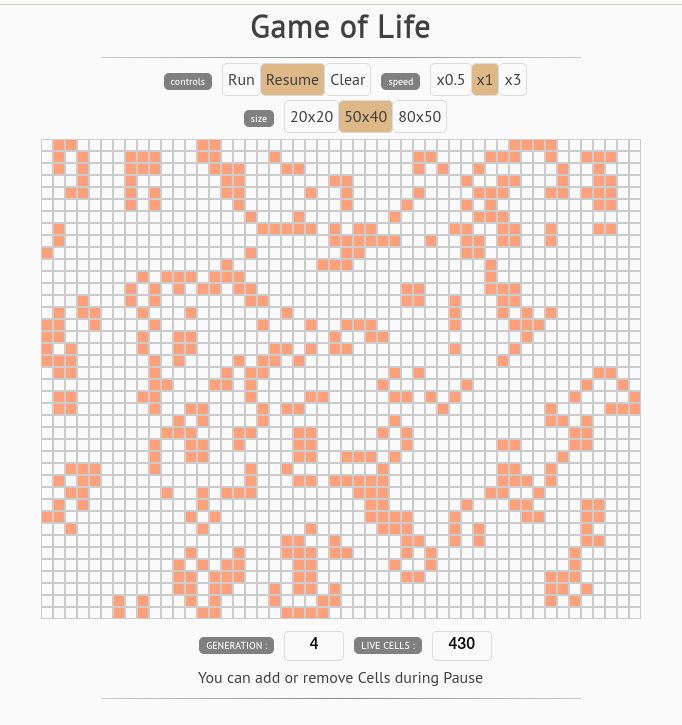 Game of Life
controls Run Resume Clear speed x0.5 x1 x3
size 20x20 50x40 80x50
GENERATION : 4 LIVE CELLS : 430
You can add or remove Cells during Pause